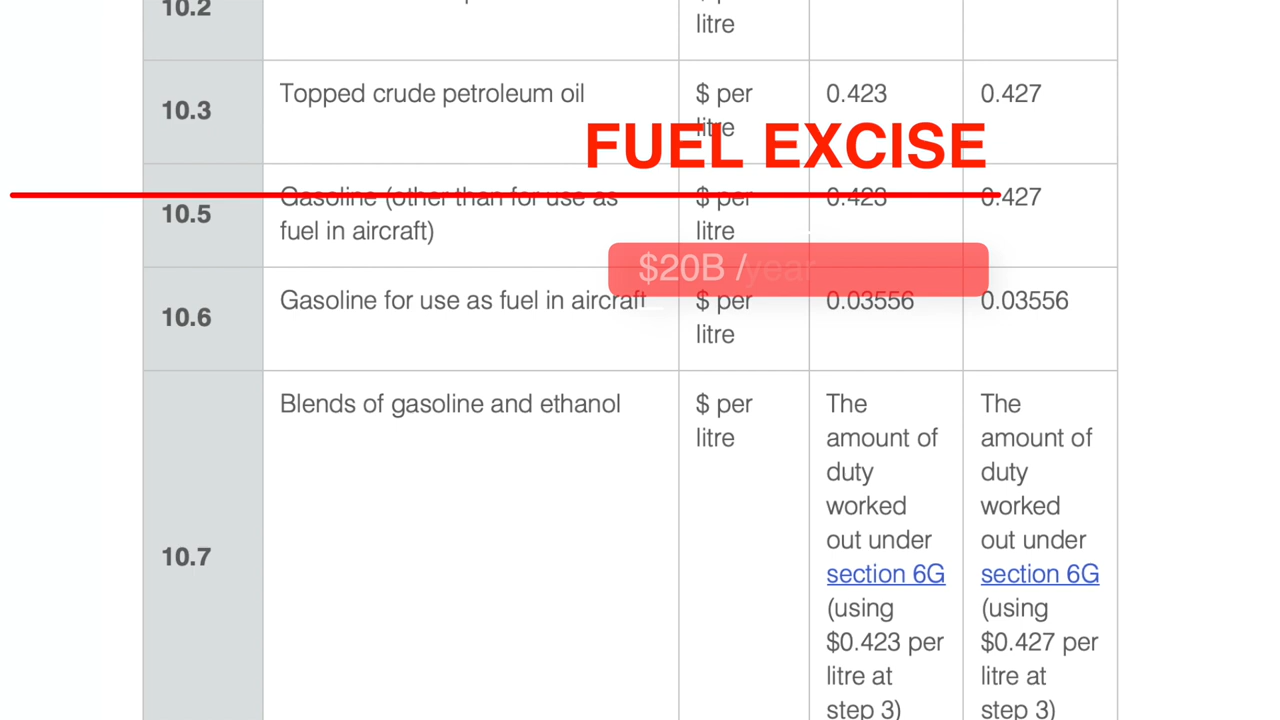 10.2
litre
10.3
Topped crude petroleum oil
$ per
litre
0.423
0.427
FUEL EXCISE
10.5
Gasoline (other than for use as
fuel in aircraft)
$ per
litre
0.423
0.427
$20B /year
10.6
Gasoline for use as fuel in aircraft
$ per
litre
0.03556
0.03556
10.7
Blends of gasoline and ethanol
$ per
litre
The
amount of
duty
worked
out under
section 6G
(using
$0.423 per
litre at
step 3)
The
amount of
duty
worked
out under
section 6G
(using
$0.427 per
litre at
step 3)